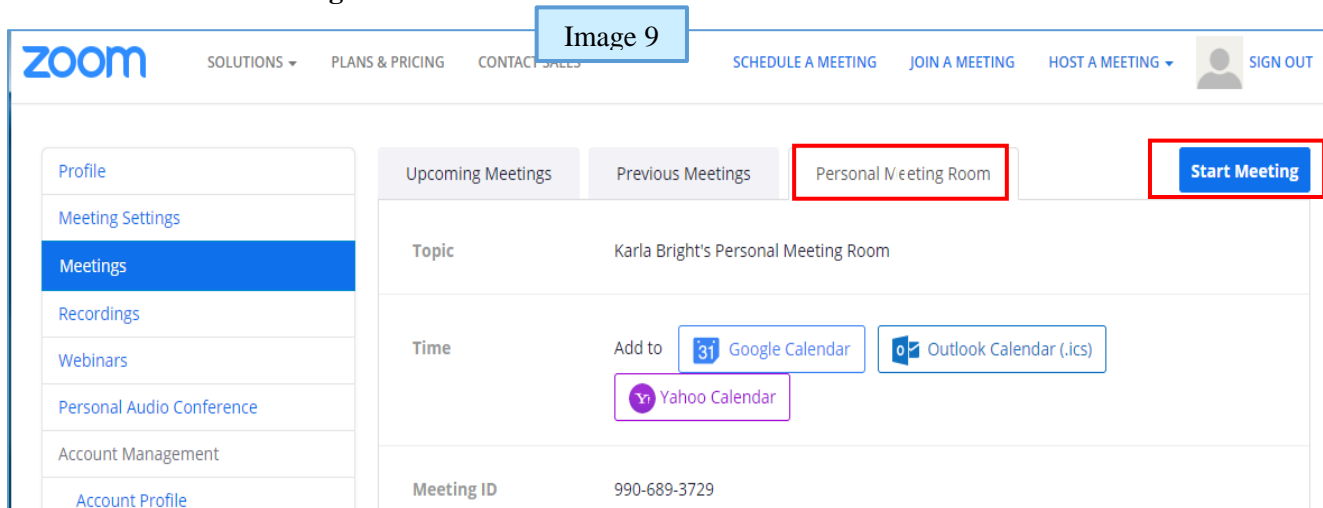 Image 9
zoom SOLUTIONS PLANS & PRICING CONTACT SALES SCHEDULE A MEETING JOIN A MEETING HOST A MEETING SIGN OUT
Profile
Meeting Settings
Meetings
Recordings
Webinars
Personal Audio Conference
Account Management
Account Profile
Upcoming Meetings Previous Meetings Personal Meeting Room Start Meeting
Topic Karla Bright's Personal Meeting Room
Time Add to 31 Google Calendar Outlook Calendar (.ics)
Yahoo Calendar
Meeting ID 990-689-3729